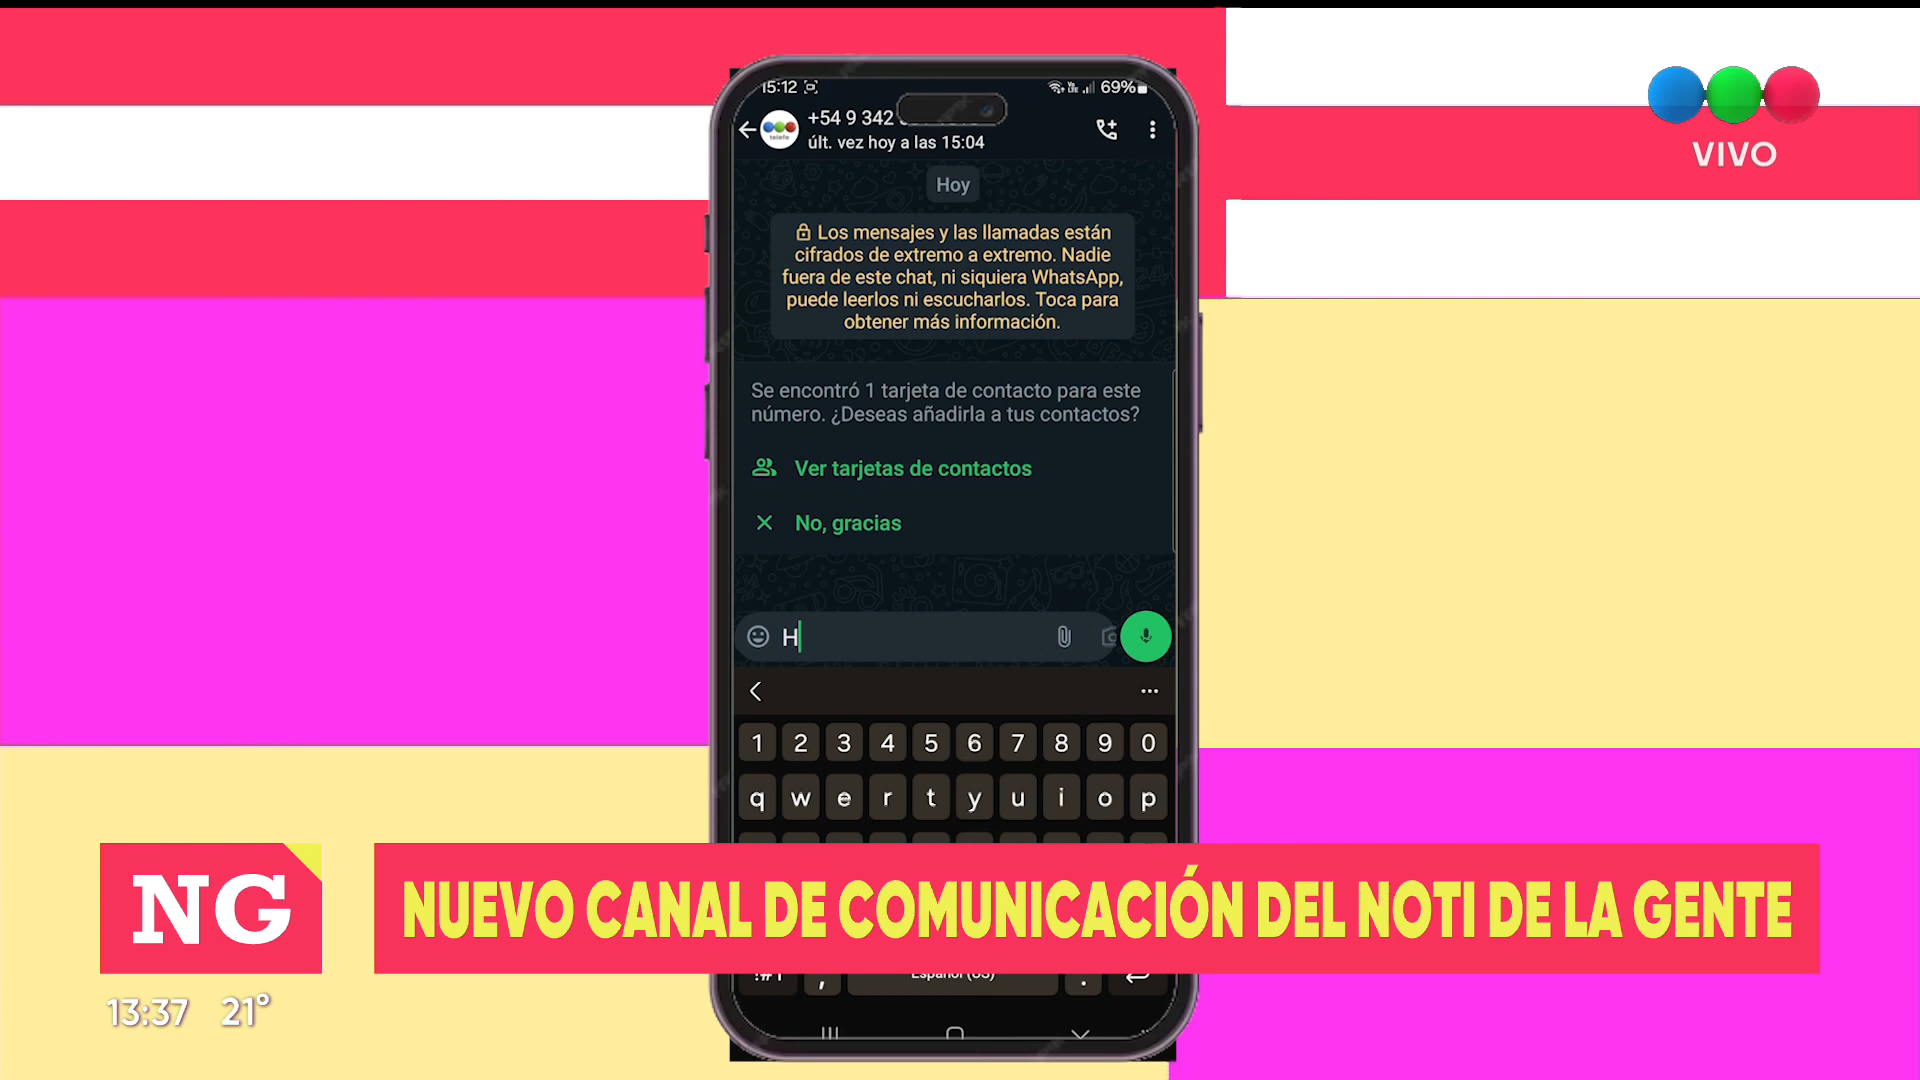 15:12
69%
+54 9 342
últ. vez hoy a las 15:04
telefe
VIVO
Hoy
Los mensajes y las llamadas están
cifrados de extremo a extremo. Nadie
fuera de este chat, ni siquiera WhatsApp,
puede leerlos ni escucharlos. Toca para
obtener más información.
Se encontró 1 tarjeta de contacto para este
número. ¿Deseas añadirla a tus contactos?
Ver tarjetas de contactos
No, gracias
H
1 2 3 4 5 6 7 8 9 0
q w e r t y u i o p
NG
NUEVO CANAL DE COMUNICACIÓN DEL NOTI DE LA GENTE
!#1 , Español (US) .
13:37 21°